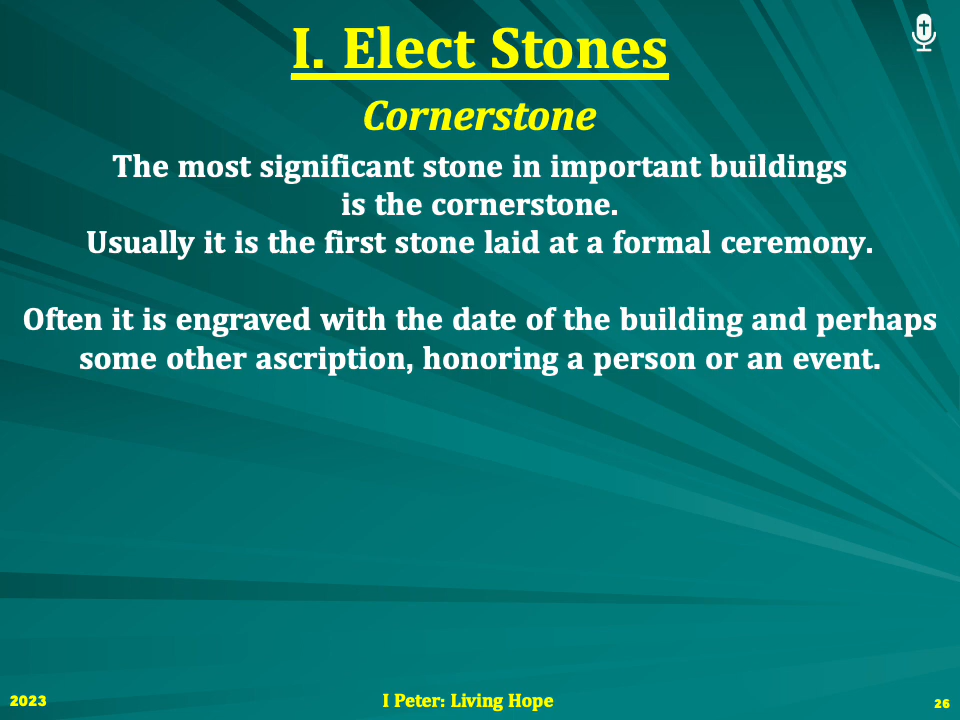 I. Elect Stones
Cornerstone
The most significant stone in important buildings
is the cornerstone.
Usually it is the first stone laid at a formal ceremony.
Often it is engraved with the date of the building and perhaps
some other ascription, honoring a person or an event.
2023
I Peter: Living Hope
26